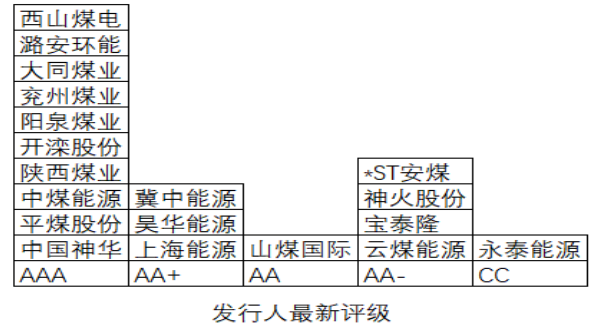 西山煤电
潞安环能
大同煤业
兖州煤业
阳泉煤业
开滦股份
陕西煤业 *ST安煤
中煤能源 冀中能源 神火股份
平煤股份 昊华能源 宝泰隆
中国神华 上海能源 山煤国际 云煤能源 永泰能源
AAA AA+ AA AA- CC
发行人最新评级